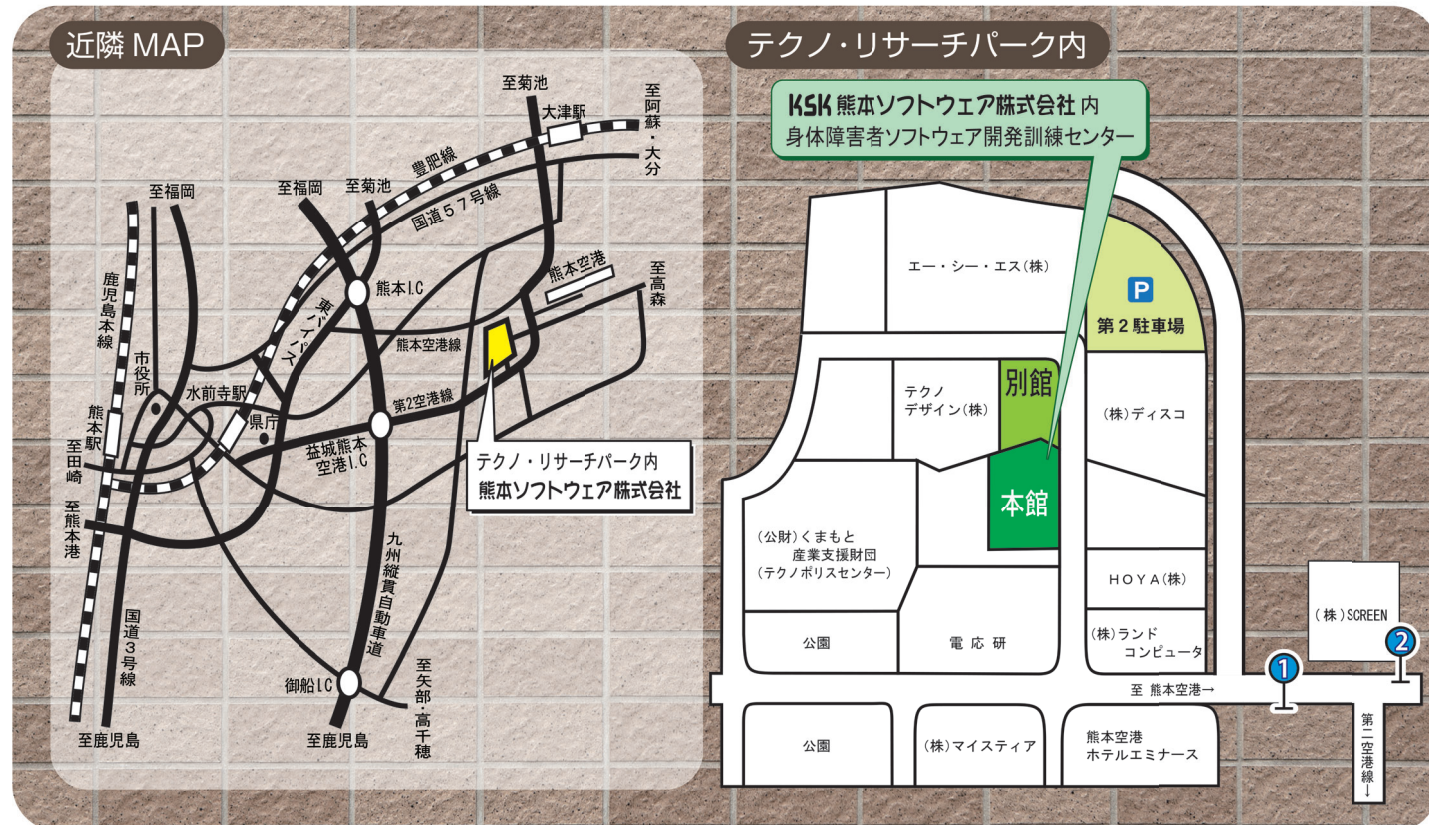 近隣 MAP
至菊池
大津駅
至阿蘇・大分
豊肥線
国道57号線
至福岡
至福岡
至菊池
鹿児島本線
熊本I.C
東バイパス
熊本空港
至高森
熊本空港線
市役所
水前寺駅
県庁
第2空港線
熊本駅
益城熊本
空港I.C
至田崎
至熊本港
テクノ・リサーチパーク内
熊本ソフトウェア株式会社
九州縦貫自動車道
国道3号線
御船I.C
至矢部・高千穂
至鹿児島
至鹿児島
テクノ・リサーチパーク内
KSK 熊本ソフトウェア株式会社 内
身体障害者ソフトウェア開発訓練センター
エー・シー・エス(株)
P
第2駐車場
テクノ
デザイン(株)
別館
(株)ディスコ
本館
(公財)くまもと
産業支援財団
(テクノポリスセンター)
HOYA(株)
公園
電応研
(株)ランド
コンピュータ
(株)SCREEN
1
2
至 熊本空港→
公園
(株)マイスティア
熊本空港
ホテルエミナース
第二空港線→